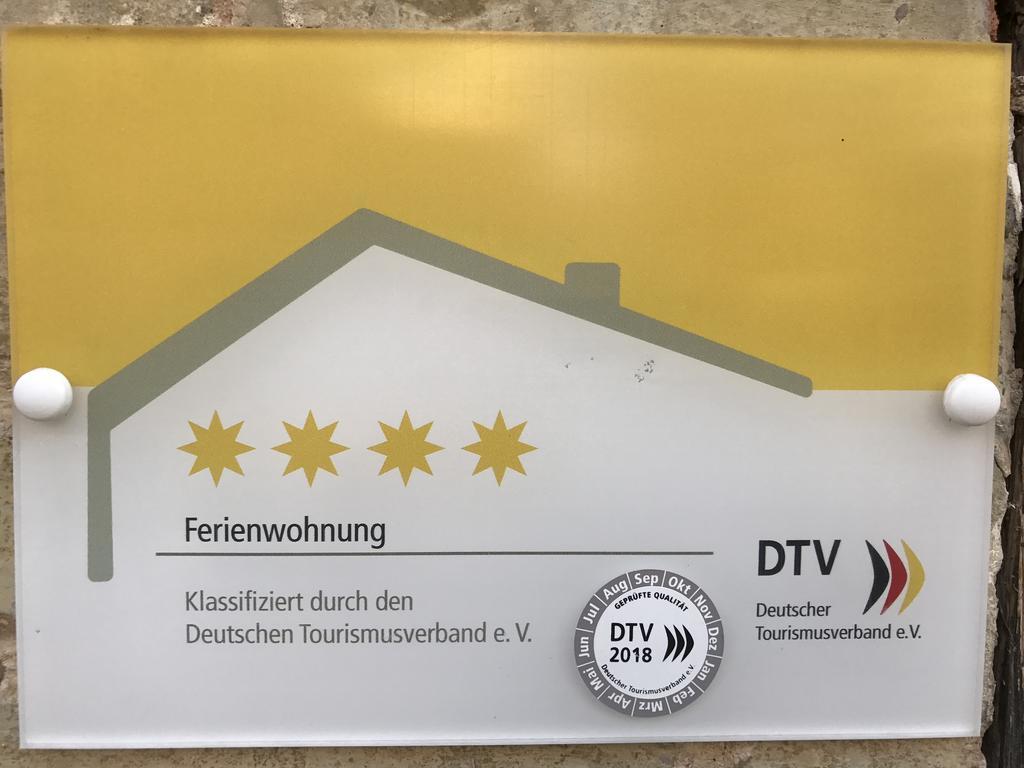 Ferienwohnung
Klassifiziert durch den
Deutschen Tourismusverband e. V.
DTV
Deutscher
Tourismusverband e.V.
Jan Feb Mrz Apr Mai Jun Jul Aug Sep Okt Nov Dez
GEPRÜFTE QUALITÄT
DTV
2018
Deutscher Tourismusverband e.V.